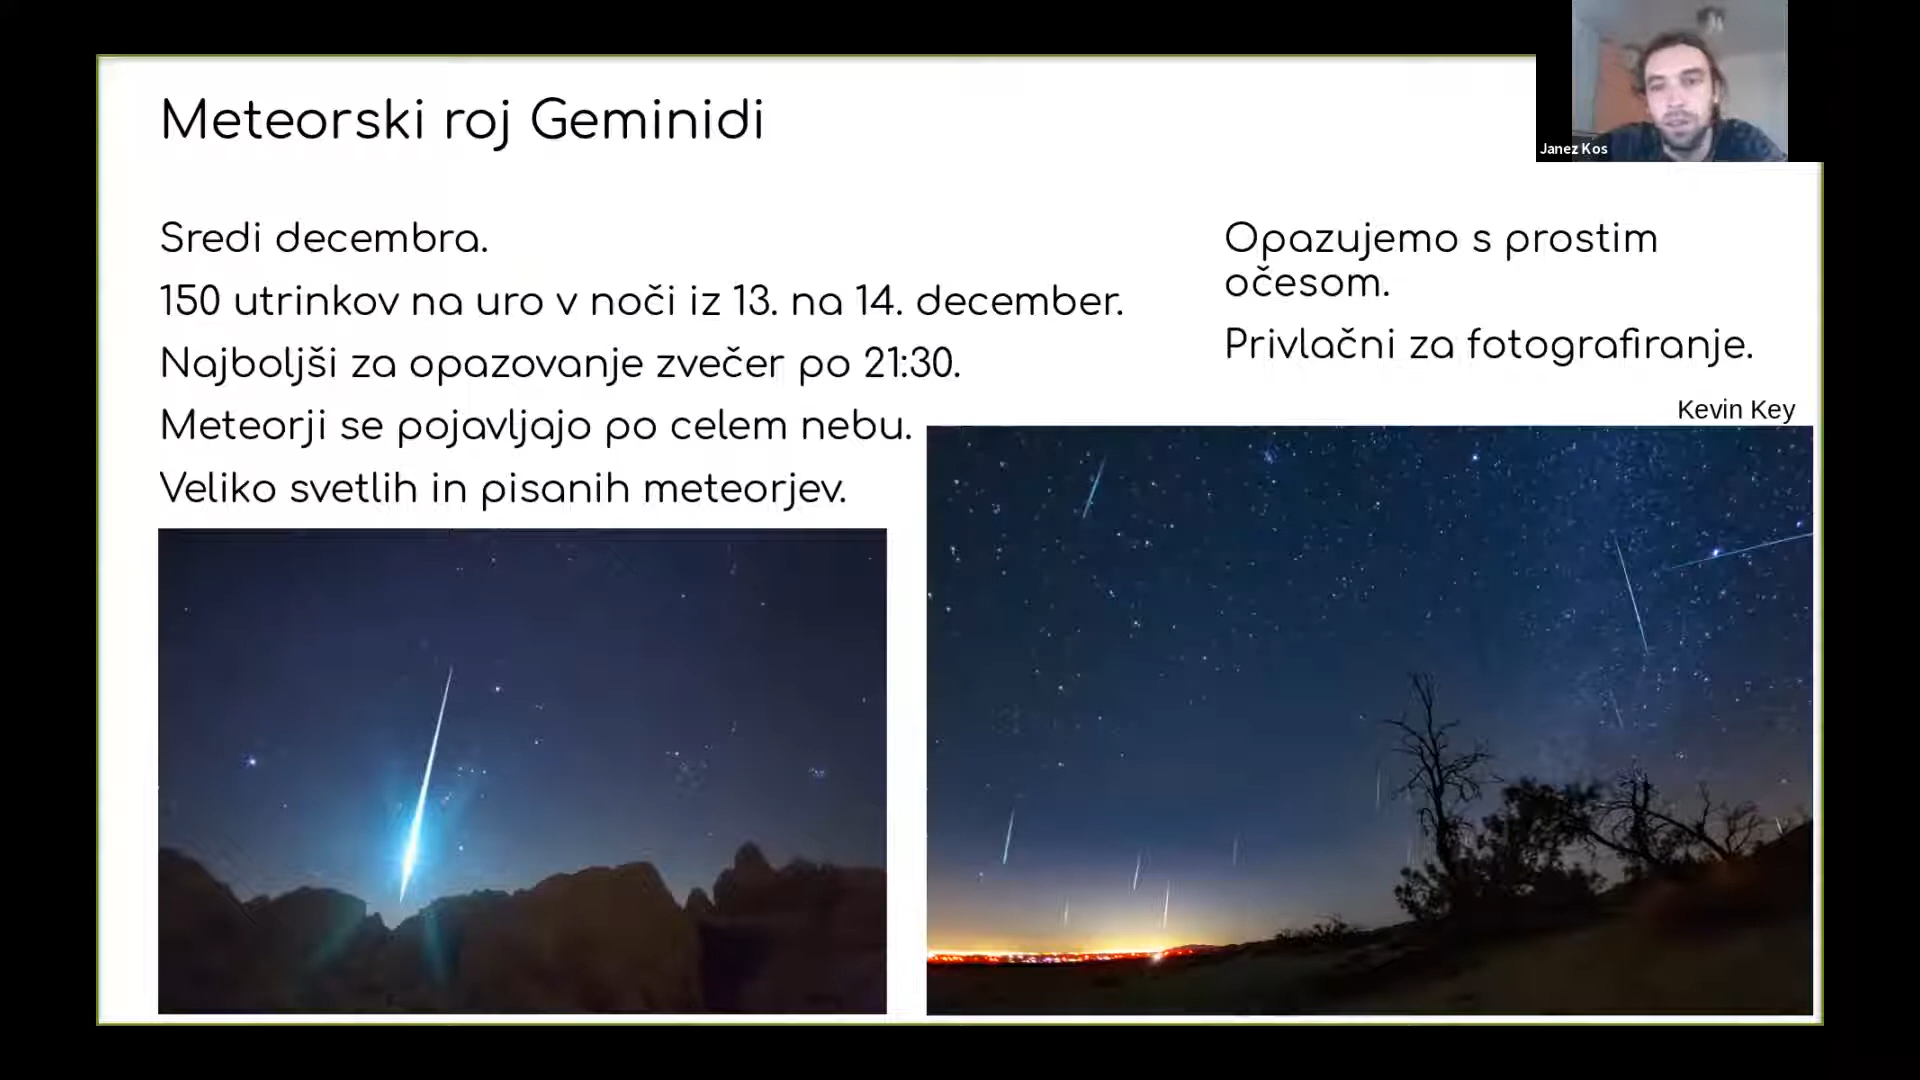 Meteorski roj Geminidi
Janez Kos
Sredi decembra.
150 utrinkov na uro v noči iz 13. na 14. december.
Najboljši za opazovanje zvečer po 21:30.
Meteorji se pojavljajo po celem nebu.
Veliko svetlih in pisanih meteorjev.
Opazujemo s prostim
očesom.
Privlačni za fotografiranje.
Kevin Key